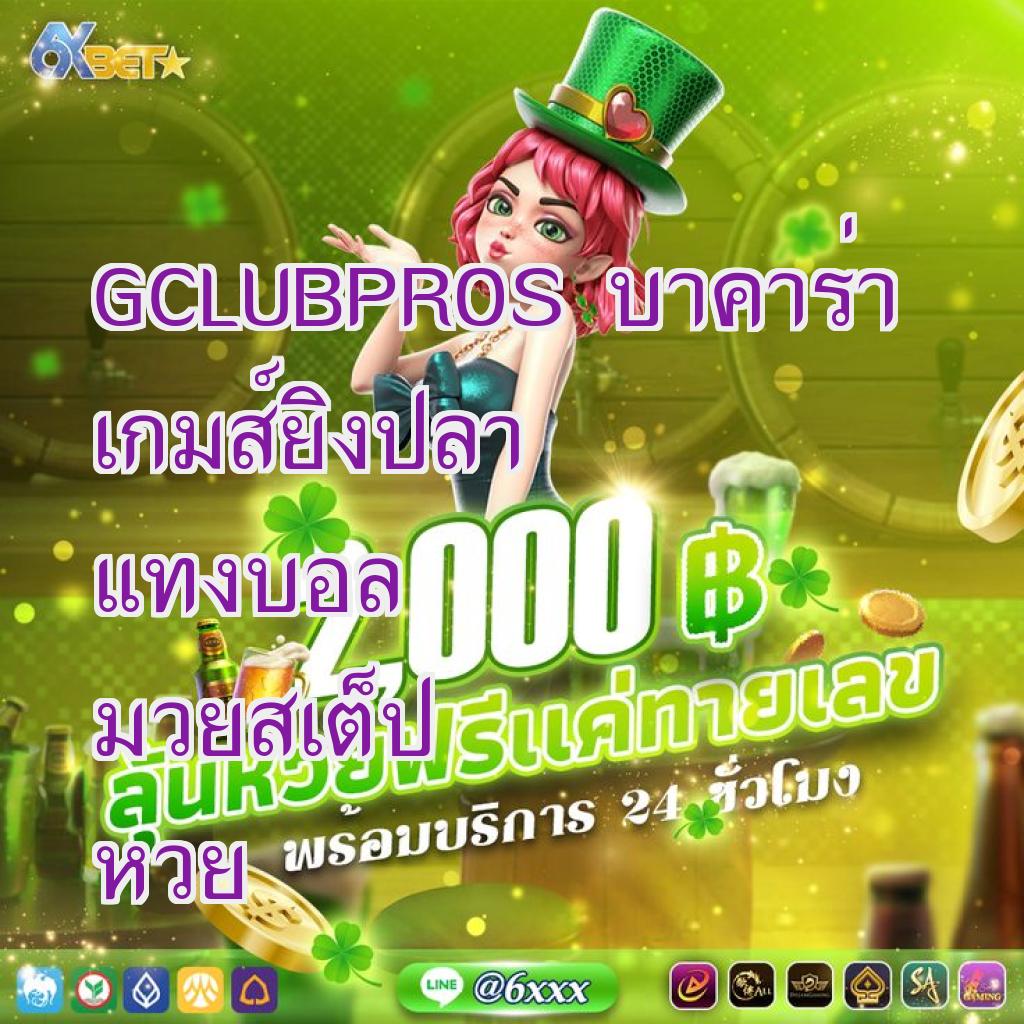 6XBET
GCLUBPROS บาคาร่า
เกมส์ยิงปลา
แทงบอล
2,000 ฿
มวยสเต็ป
ลุ้นหวยฟรีแค่ทายเลข
พร้อมบริการ 24 ชั่วโมง
หวย
LINE @6xxx
ALL
SA
GAMING